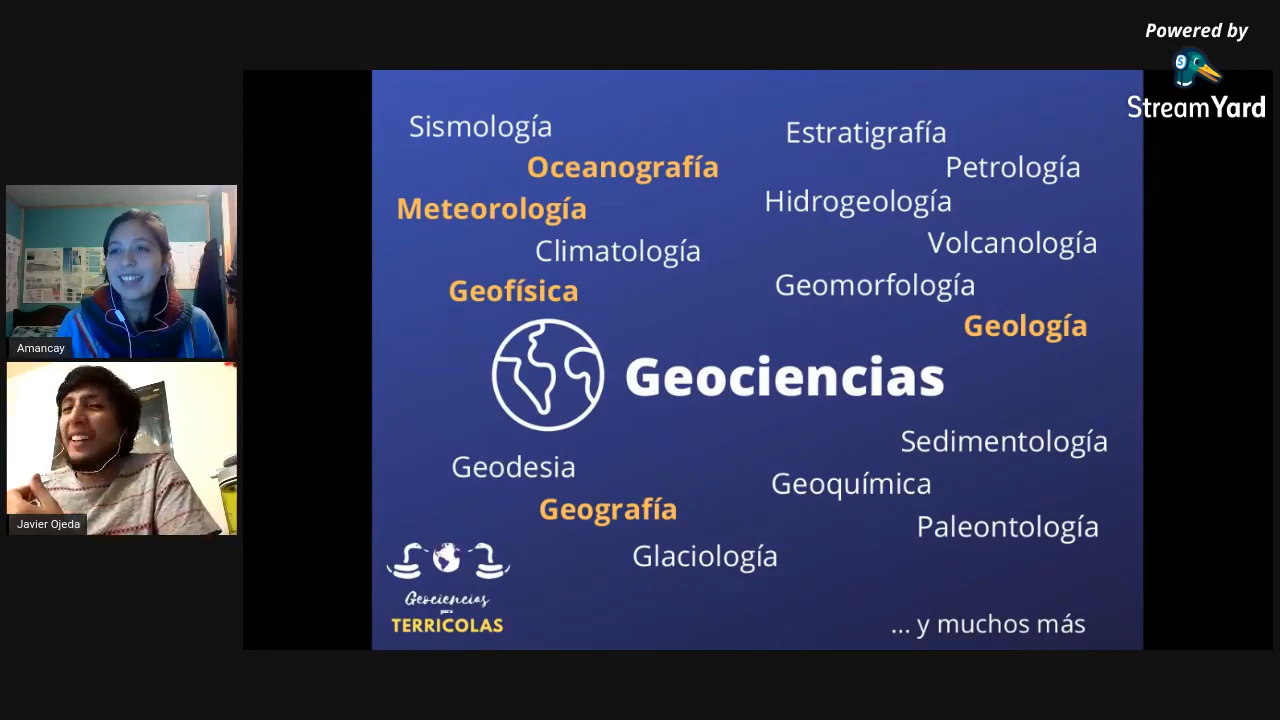 Powered by
StreamYard
Sismología
Oceanografía
Meteorología
Climatología
Geofísica
Estratigrafía
Petrología
Hidrogeología
Volcanología
Geomorfología
Geología
Geociencias
Geodesia
Geografía
Glaciología
Sedimentología
Geoquímica
Paleontología
Geociencias
para
TERRICOLAS
... y muchos más
Amancay
Javier Ojeda